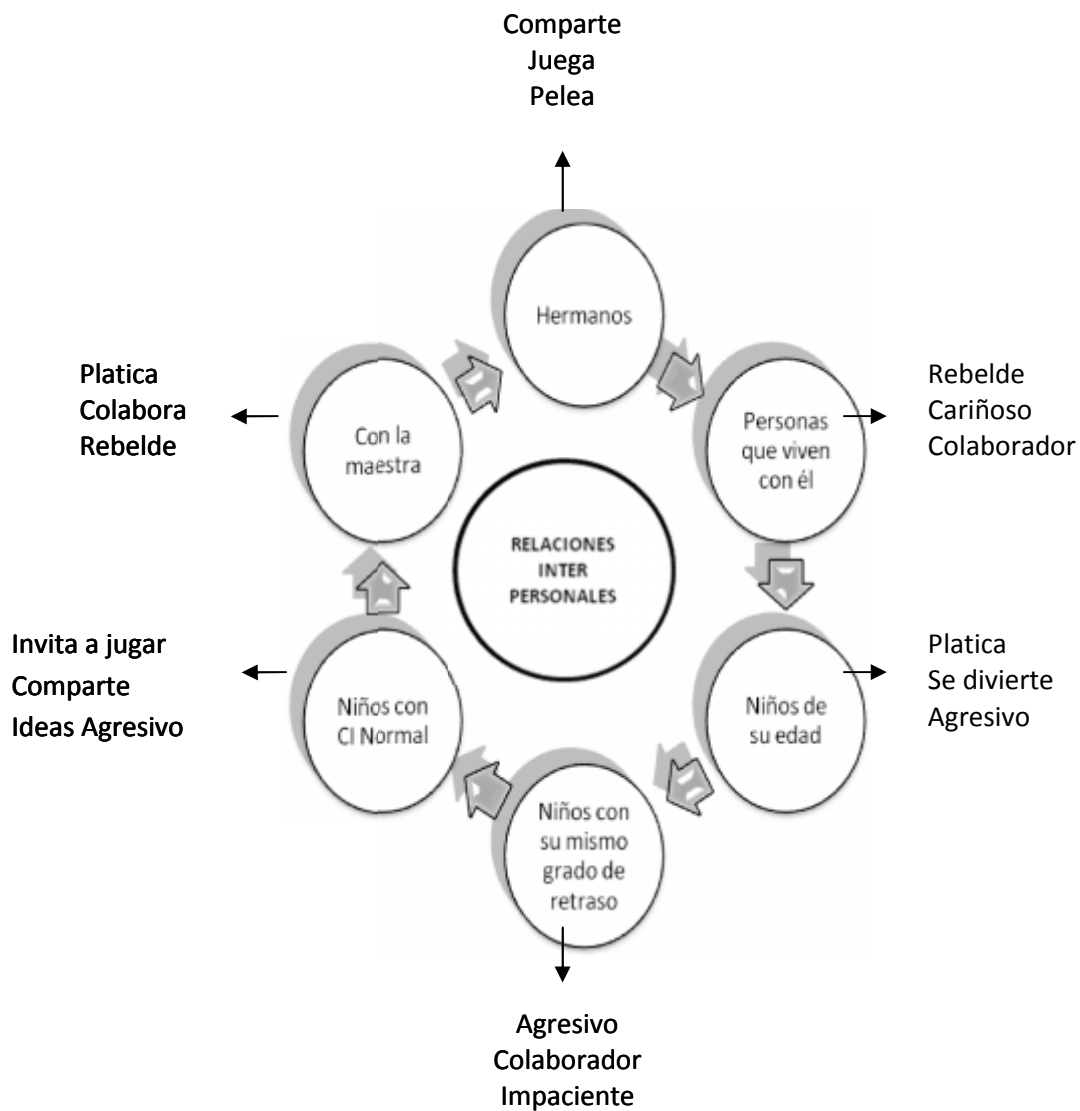 Comparte
Juega
Pelea
Hermanos
Personas
que viven
con él
Rebelde
Cariñoso
Colaborador
Niños de
su edad
Platica
Se divierte
Agresivo
Niños con
su mismo
grado de
retraso
Agresivo
Colaborador
Impaciente
Niños con
CI Normal
Invita a jugar
Comparte
Ideas Agresivo
Con la
maestra
Platica
Colabora
Rebelde
RELACIONES
INTER
PERSONALES